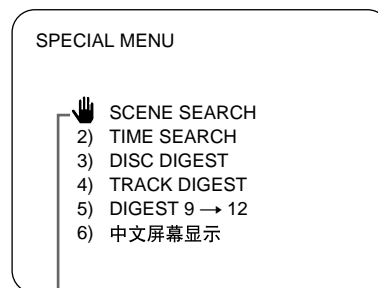 SPECIAL MENU
SCENE SEARCH
2) TIME SEARCH
3) DISC DIGEST
4) TRACK DIGEST
5) DIGEST 9 → 12
6) 中文屏幕显示